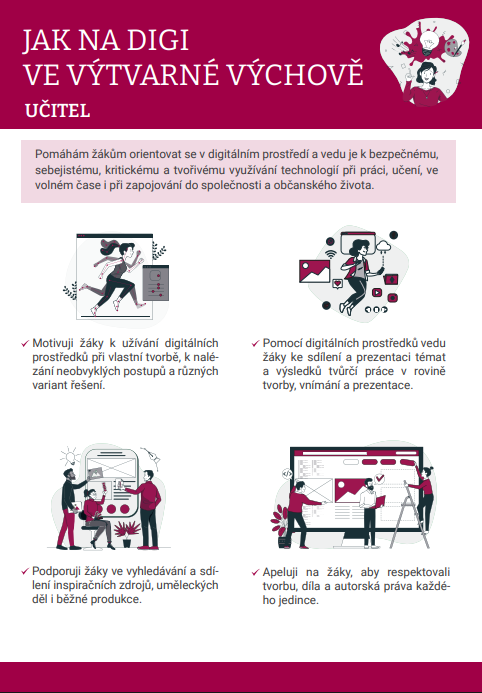 JAK NA DIGI
VE VÝTVARNÉ VÝCHOVĚ
UČITEL
Pomáhám žákům orientovat se v digitálním prostředí a vedu je k bezpečnému,
sebejistému, kritickému a tvořivému využívání technologií při práci, učení, ve
volném čase i při zapojování do společnosti a občanského života.
✓ Motivuji žáky k užívání digitálních
prostředků při vlastní tvorbě, k nalé-
zání neobvyklých postupů a různých
variant řešení.
✓ Pomocí digitálních prostředků vedu
žáky ke sdílení a prezentaci témat
a výsledků tvůrčí práce v rovině
tvorby, vnímání a prezentace.
✓ Podporuji žáky ve vyhledávání a sdí-
lení inspiračních zdrojů, uměleckých
děl i běžné produkce.
✓ Apeluji na žáky, aby respektovali
tvorbu, díla a autorská práva každé-
ho jedince.